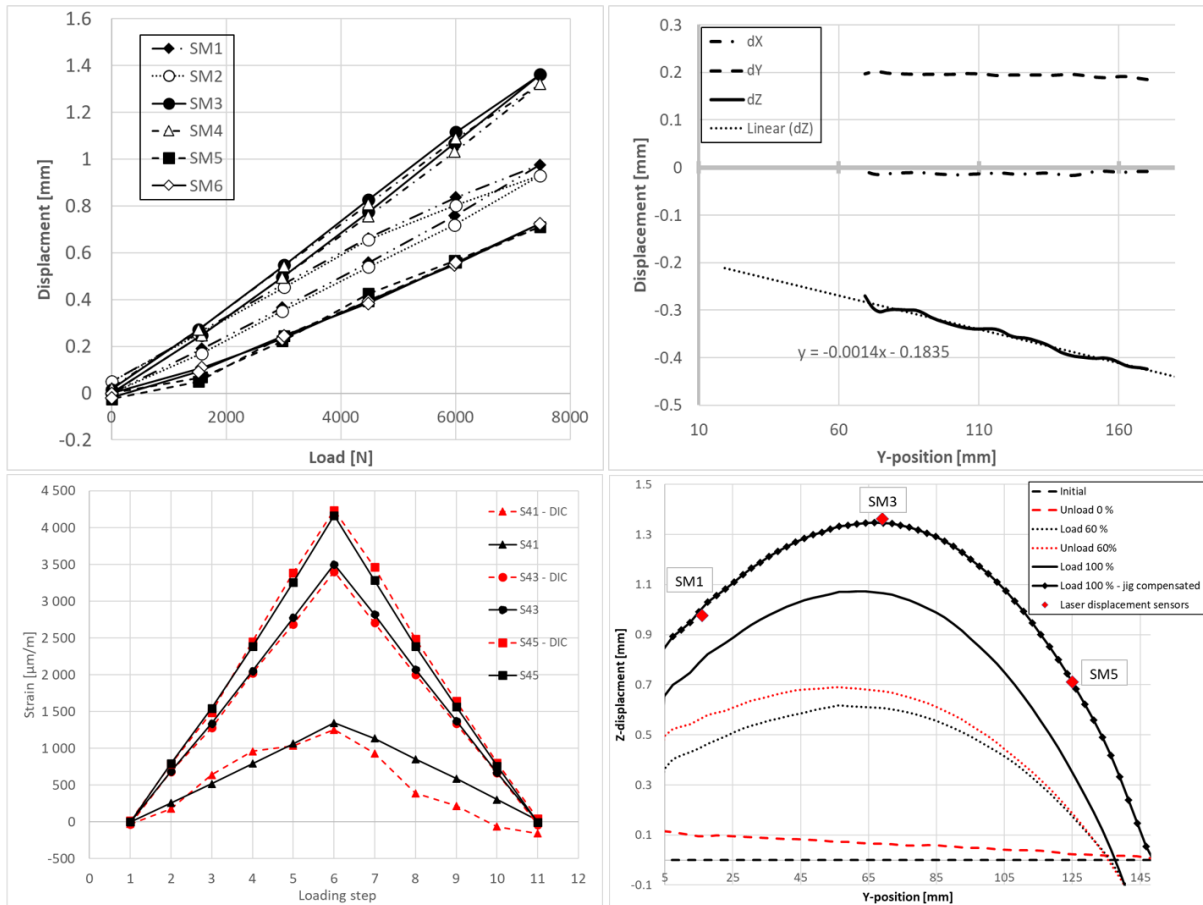 1.6
1.4
1.2
1
0.8
0.6
0.4
0.2
0
-0.2
0
2000
4000
6000
8000
Displacment [mm]
Load [N]
SM1
SM2
SM3
SM4
SM5
SM6
0.3
0.2
0.1
0
-0.1
-0.2
-0.3
-0.4
-0.5
10
60
110
160
Displacement [mm]
Y-position [mm]
dX
dY
dZ
Linear (dZ)
y = -0.0014x - 0.1835
4 500
4 000
3 500
3 000
2 500
2 000
1 500
1 000
500
0
-500
0
1
2
3
4
5
6
7
8
9
10
11
12
Strain [µm/m]
Loading step
S41 - DIC
S41
S43 - DIC
S43
S45 - DIC
S45
1.5
1.3
1.1
0.9
0.7
0.5
0.3
0.1
-0.1
5
25
45
65
85
105
125
145
Z-displacment [mm]
Y-position [mm]
SM1
SM3
SM5
Initial
Unload 0 %
Load 60 %
Unload 60%
Load 100 %
Load 100 % - jig compensated
Laser displacement sensors